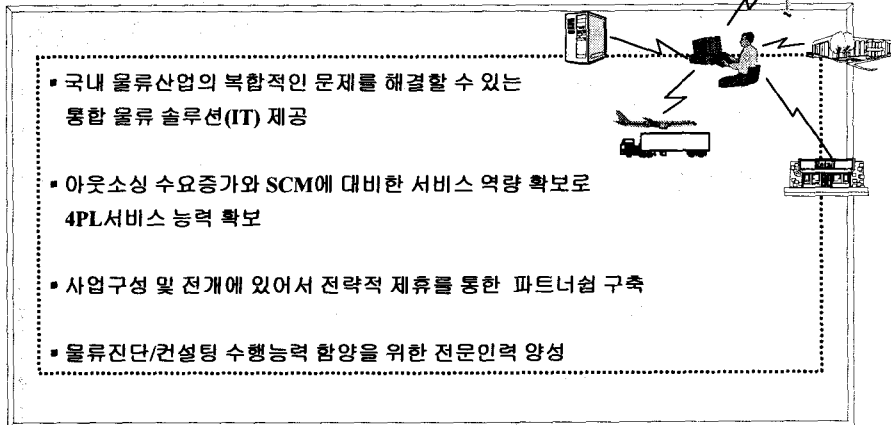 ▪ 국내 물류산업의 복합적인 문제를 해결할 수 있는
통합 물류 솔루션(IT) 제공
▪ 아웃소싱 수요증가와 SCM에 대비한 서비스 역량 확보로
4PL서비스 능력 확보
▪ 사업구성 및 전개에 있어서 전략적 제휴를 통한 파트너쉽 구축
▪ 물류진단/컨설팅 수행능력 함양을 위한 전문인력 양성
Retail